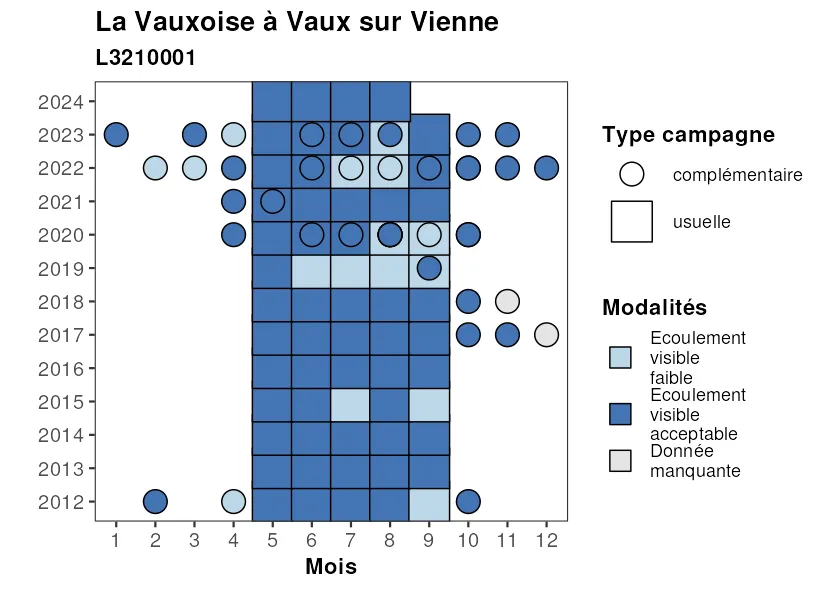 La Vauxoise à Vaux sur Vienne
L3210001
2024
2023
2022
2021
2020
2019
2018
2017
2016
2015
2014
2013
2012
1 2 3 4 5 6 7 8 9 10 11 12
Mois
Type campagne
complémentaire
usuelle
Modalités
Ecoulement
visible
faible
Ecoulement
visible
acceptable
Donnée
manquante